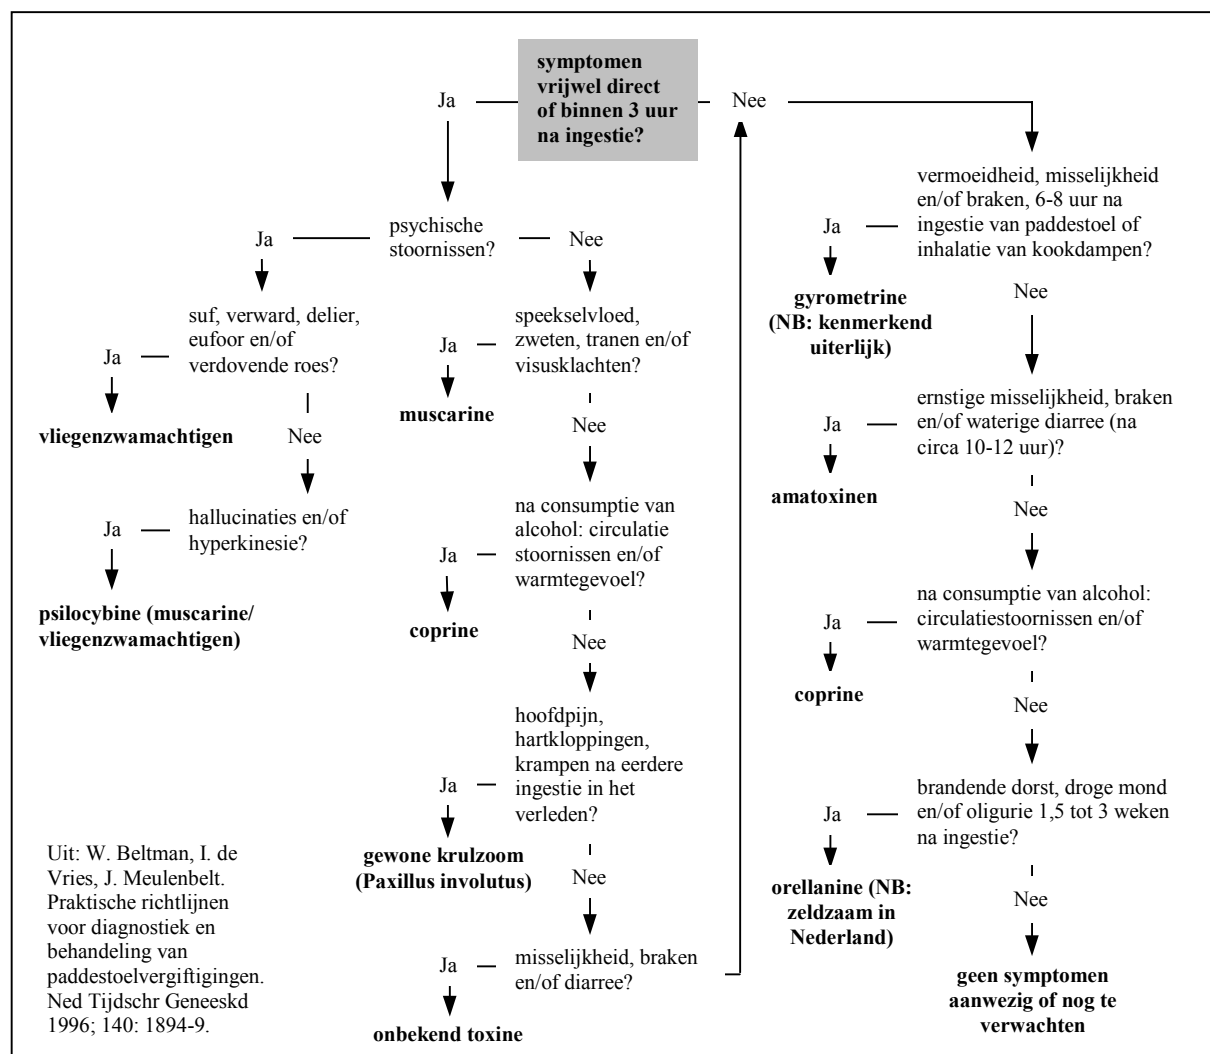 symptomen
vrijwel direct
of binnen 3 uur
na ingestie?
Ja
Nee
psychische
stoornissen?
Ja
Nee
suf, verward, delier,
eufoor en/of
verdovende roes?
Ja
vliegenzwamachtigen
Nee
hallucinaties en/of
hyperkinesie?
Ja
psilocybine (muscarine/
vliegenzwamachtigen)
speekselvloed,
zweten, tranen en/of
visusklachten?
Ja
muscarine
Nee
na consumptie van
alcohol: circulatie
stoornissen en/of
warmtegevoel?
Ja
coprine
Nee
hoofdpijn,
hartkloppingen,
krampen na eerdere
ingestie in het
verleden?
Ja
gewone krulzoom
(Paxillus involutus)
Nee
misselijkheid, braken
en/of diarree?
Ja
onbekend toxine
vermoeidheid, misselijkheid
en/of braken, 6-8 uur na
ingestie van paddestoel of
inhalatie van kookdampen?
Ja
gyrometrine
(NB: kenmerkend
uiterlijk)
Nee
ernstige misselijkheid, braken
en/of waterige diarree (na
circa 10-12 uur)?
Ja
amatoxinen
Nee
na consumptie van alcohol:
circulatiestoornissen en/of
warmtegevoel?
Ja
coprine
Nee
brandende dorst, droge mond
en/of oligurie 1,5 tot 3 weken
na ingestie?
Ja
orellanine (NB:
zeldzaam in
Nederland)
Nee
geen symptomen
aanwezig of nog te
verwachten
Uit: W. Beltman, I. de
Vries, J. Meulenbelt.
Praktische richtlijnen
voor diagnostiek en
behandeling van
paddestoelvergiftigingen.
Ned Tijdschr Geneeskd
1996; 140: 1894-9.